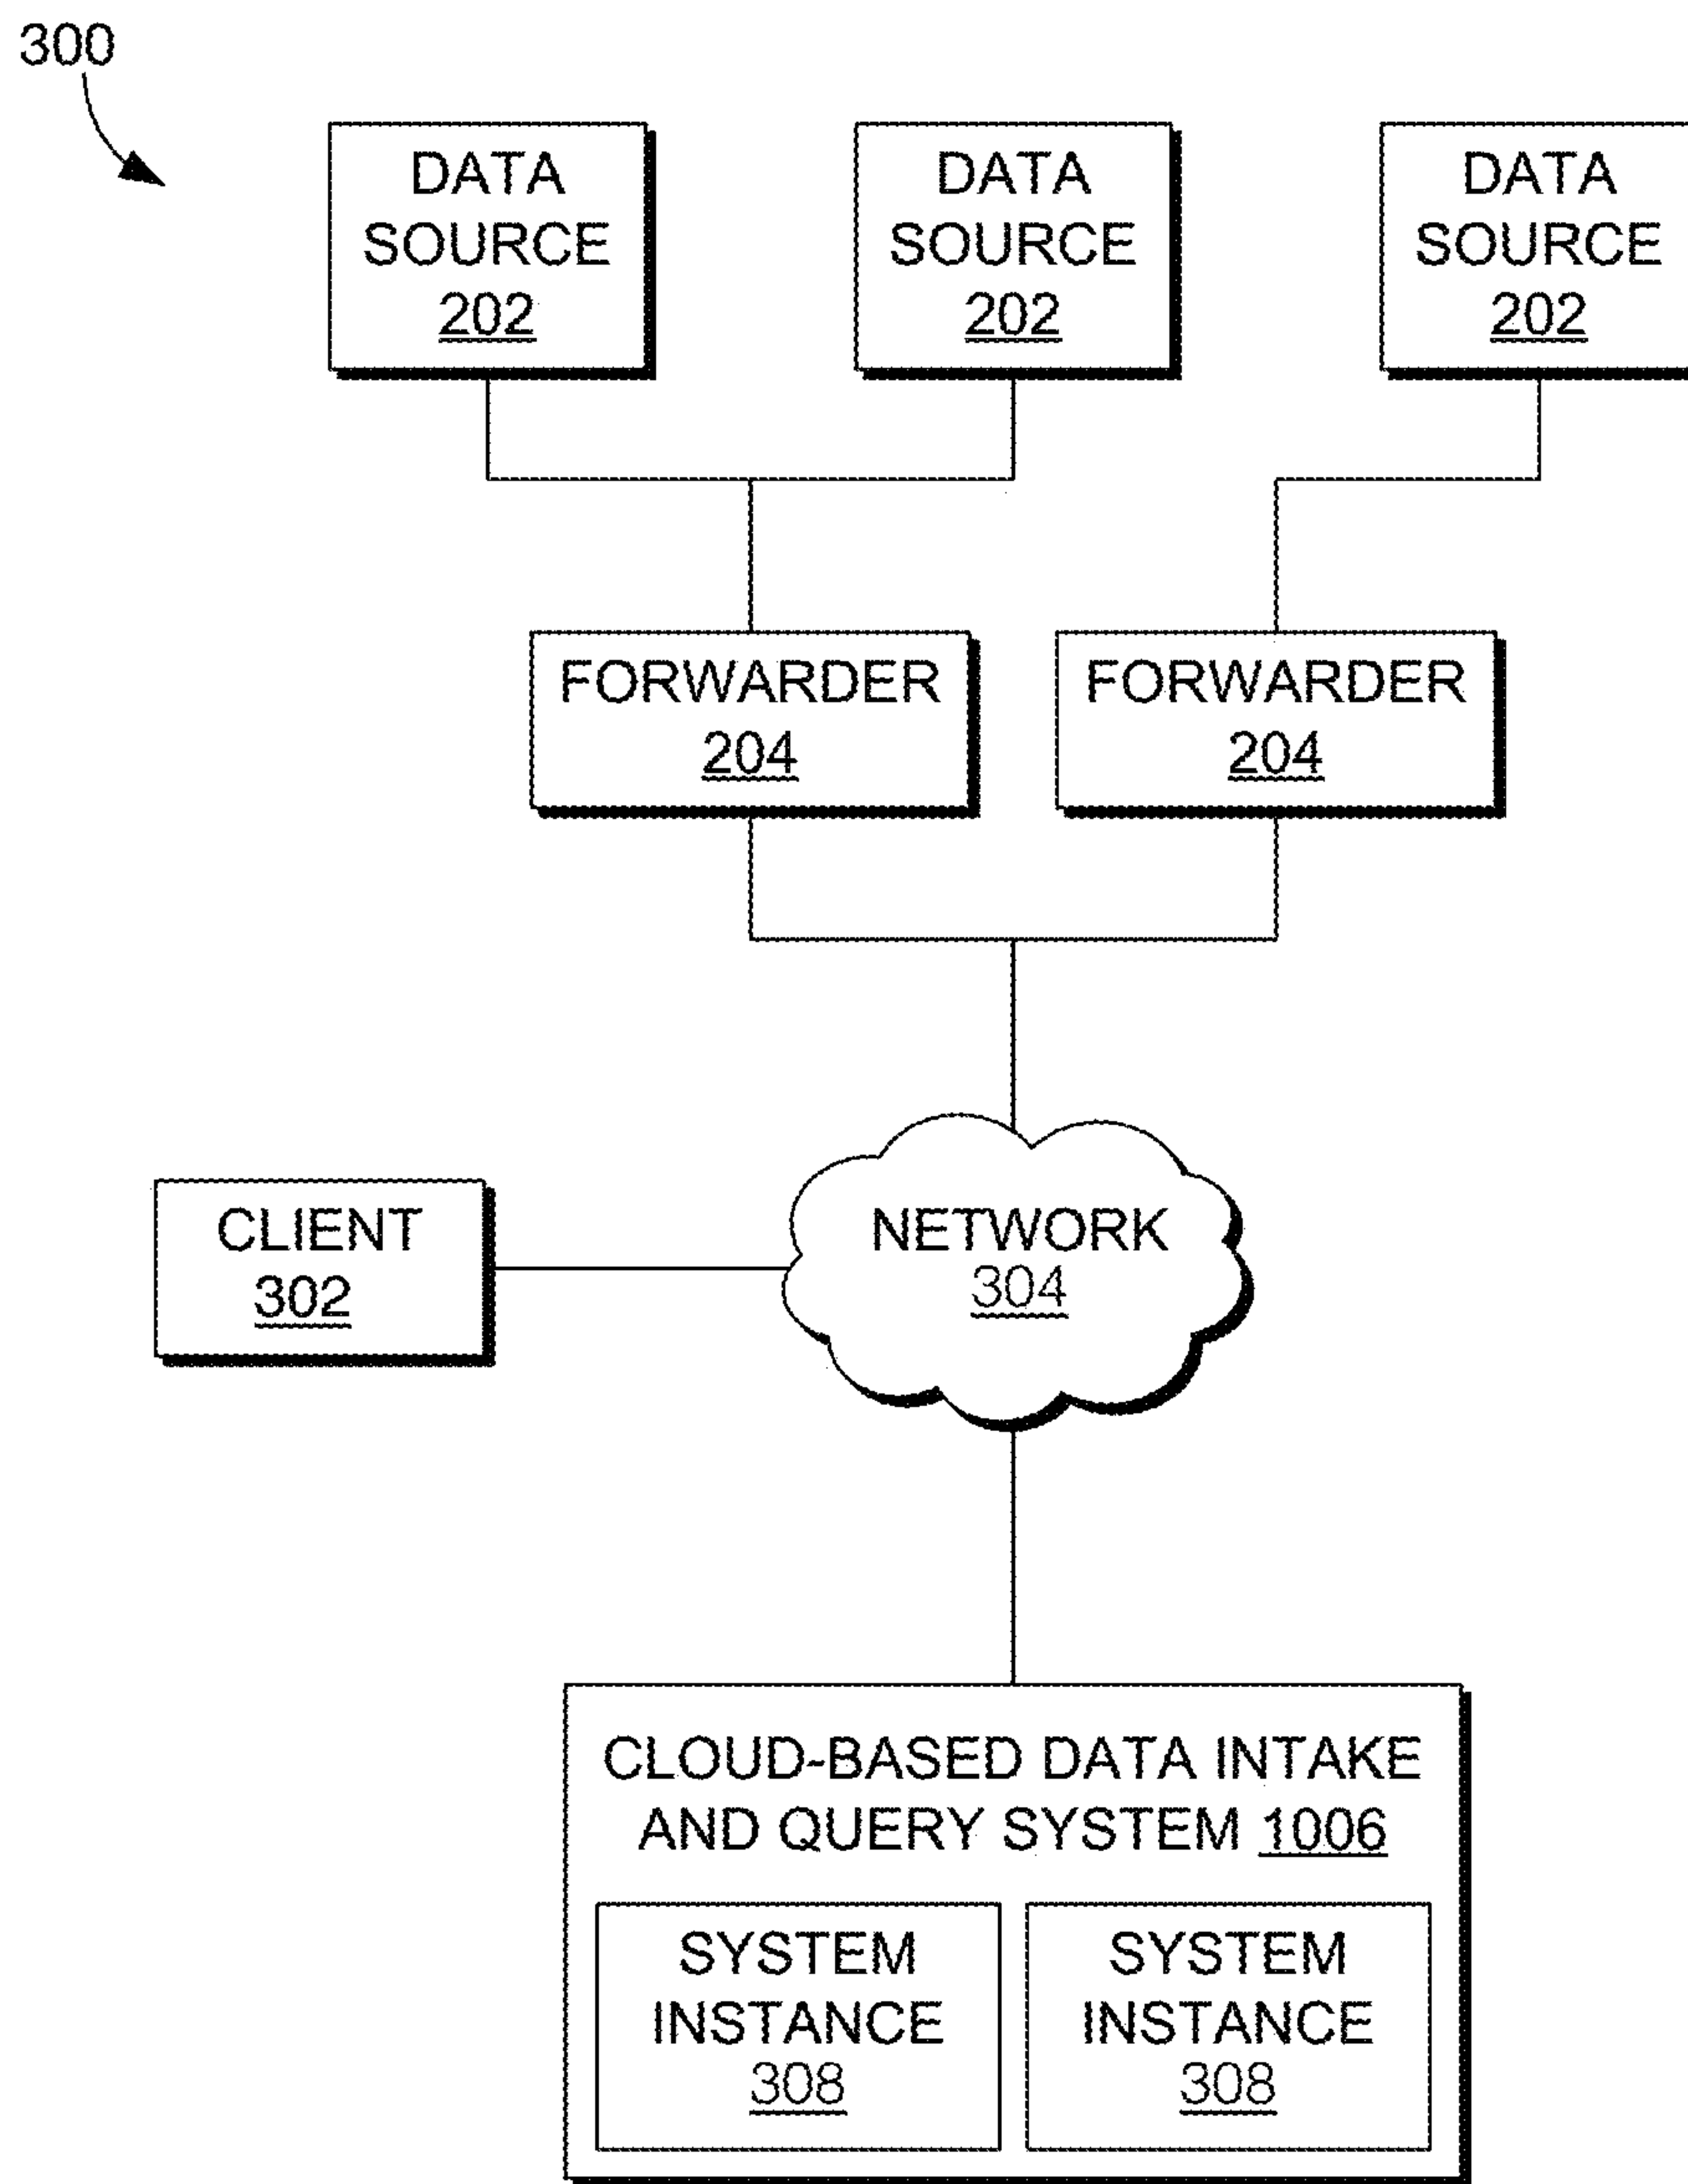 300
DATA
SOURCE
202
DATA
SOURCE
202
DATA
SOURCE
202
FORWARDER
204
FORWARDER
204
CLIENT
302
NETWORK
304
CLOUD-BASED DATA INTAKE
AND QUERY SYSTEM 1006
SYSTEM
INSTANCE
308
SYSTEM
INSTANCE
308